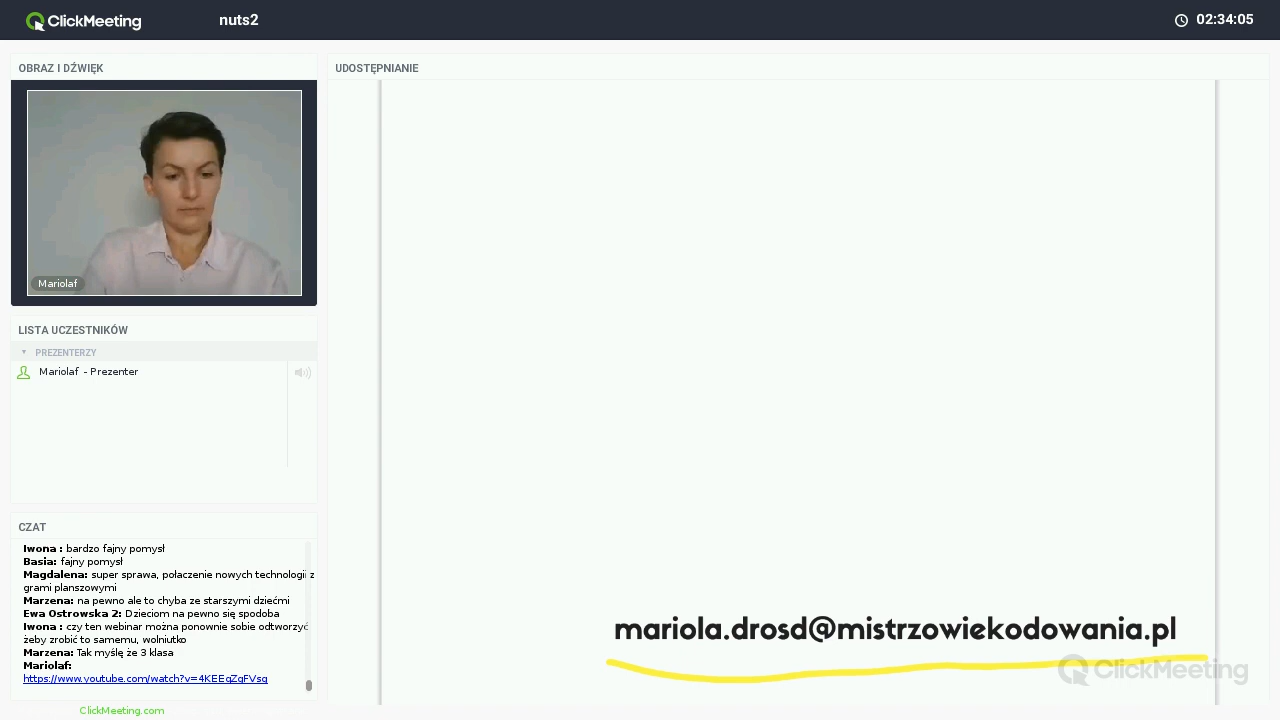 ClickMeeting
nuts2
02:34:05
OBRAZ I DŹWIĘK
UDOSTĘPNIANIE
Mariolaf
LISTA UCZESTNIKÓW
PREZENTERZY
Mariolaf - Prezenter
CZAT
Iwona : bardzo fajny pomysł
Basia: fajny pomysł
Magdalena: super sprawa, połaczenie nowych technologii z
grami planszowymi
Marzena: na pewno ale to chyba ze starszymi dziećmi
Ewa Ostrowska 2: Dzieciom na pewno się spodoba
Iwona : czy ten webinar można ponownie sobie odtworzyć
żeby zrobić to samemu, wolniutko
Marzena: Tak myślę że 3 klasa
Mariolaf:
https://www.youtube.com/watch?v=4KEEqZgFVsg
mariola.drosd@mistrzowiekodowania.pl
ClickMeeting
ClickMeeting.com